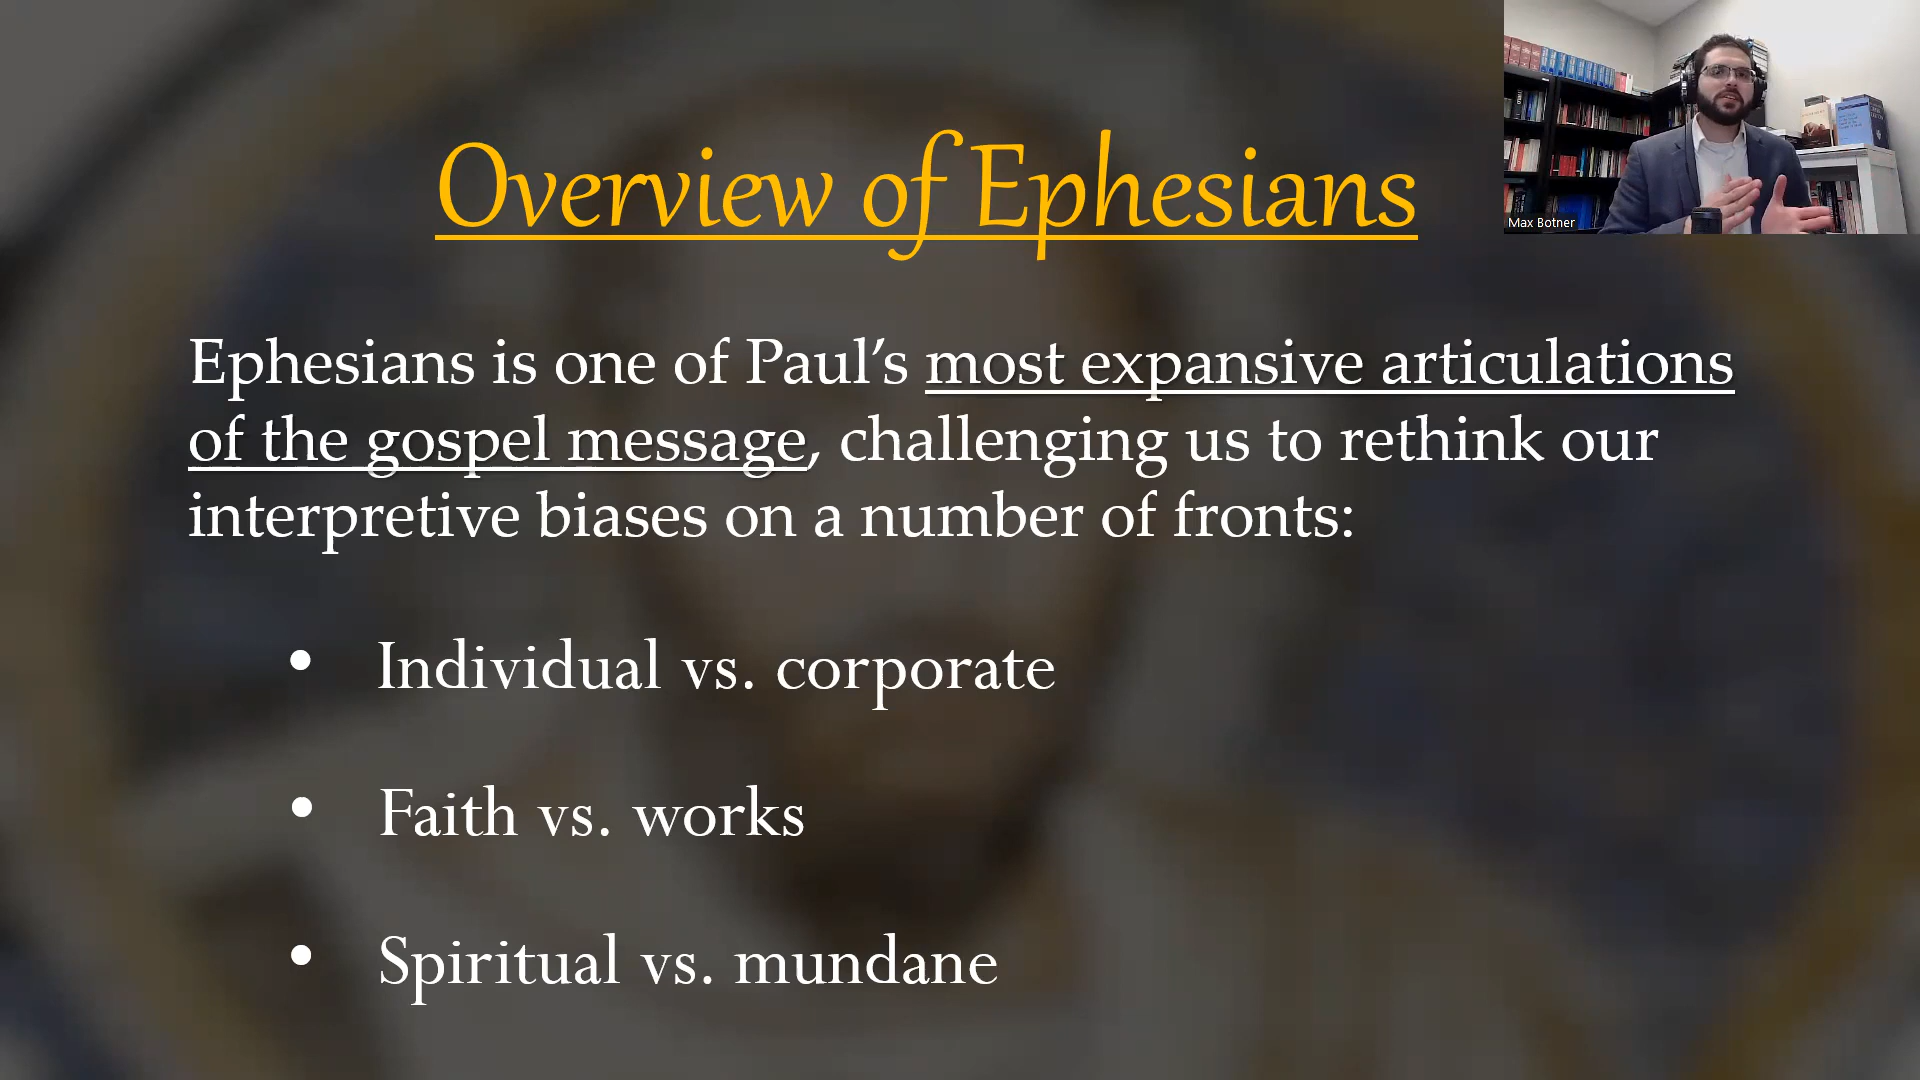 Overview of Ephesians
Max Botner
Ephesians is one of Paul’s most expansive articulations
of the gospel message, challenging us to rethink our
interpretive biases on a number of fronts:
• Individual vs. corporate
• Faith vs. works
• Spiritual vs. mundane